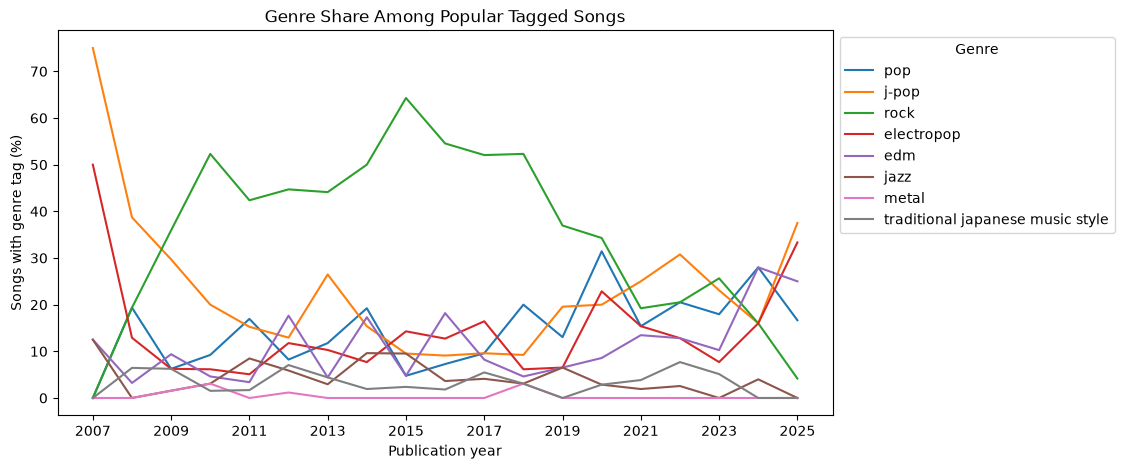 Genre Share Among Popular Tagged Songs
Songs with genre tag (%)
70
60
50
40
30
20
10
0
2007 2009 2011 2013 2015 2017 2019 2021 2023 2025
Publication year
Genre
pop
j-pop
rock
electropop
edm
jazz
metal
traditional japanese music style